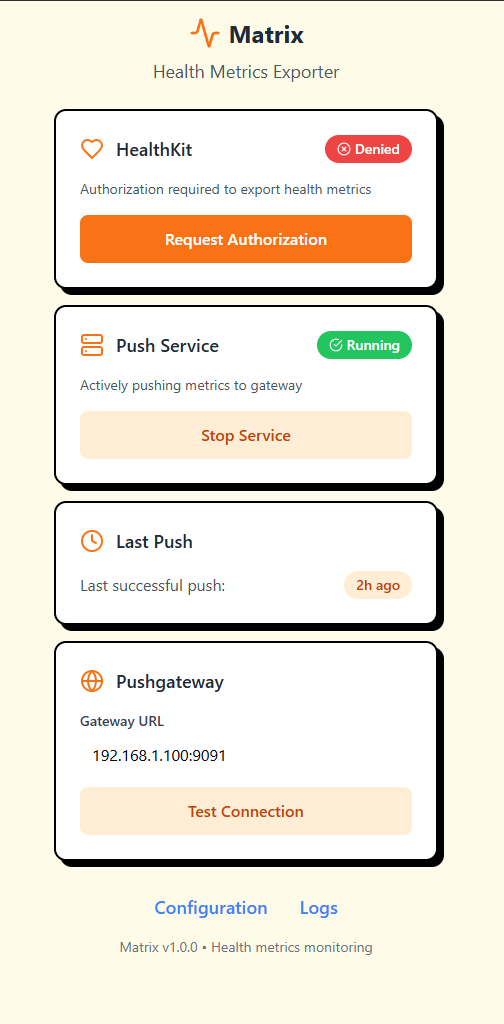 Matrix
Health Metrics Exporter
HealthKit
Denied
Authorization required to export health metrics
Request Authorization
Push Service
Running
Actively pushing metrics to gateway
Stop Service
Last Push
Last successful push:
2h ago
Pushgateway
Gateway URL
192.168.1.100:9091
Test Connection
Configuration
Logs
Matrix v1.0.0 • Health metrics monitoring